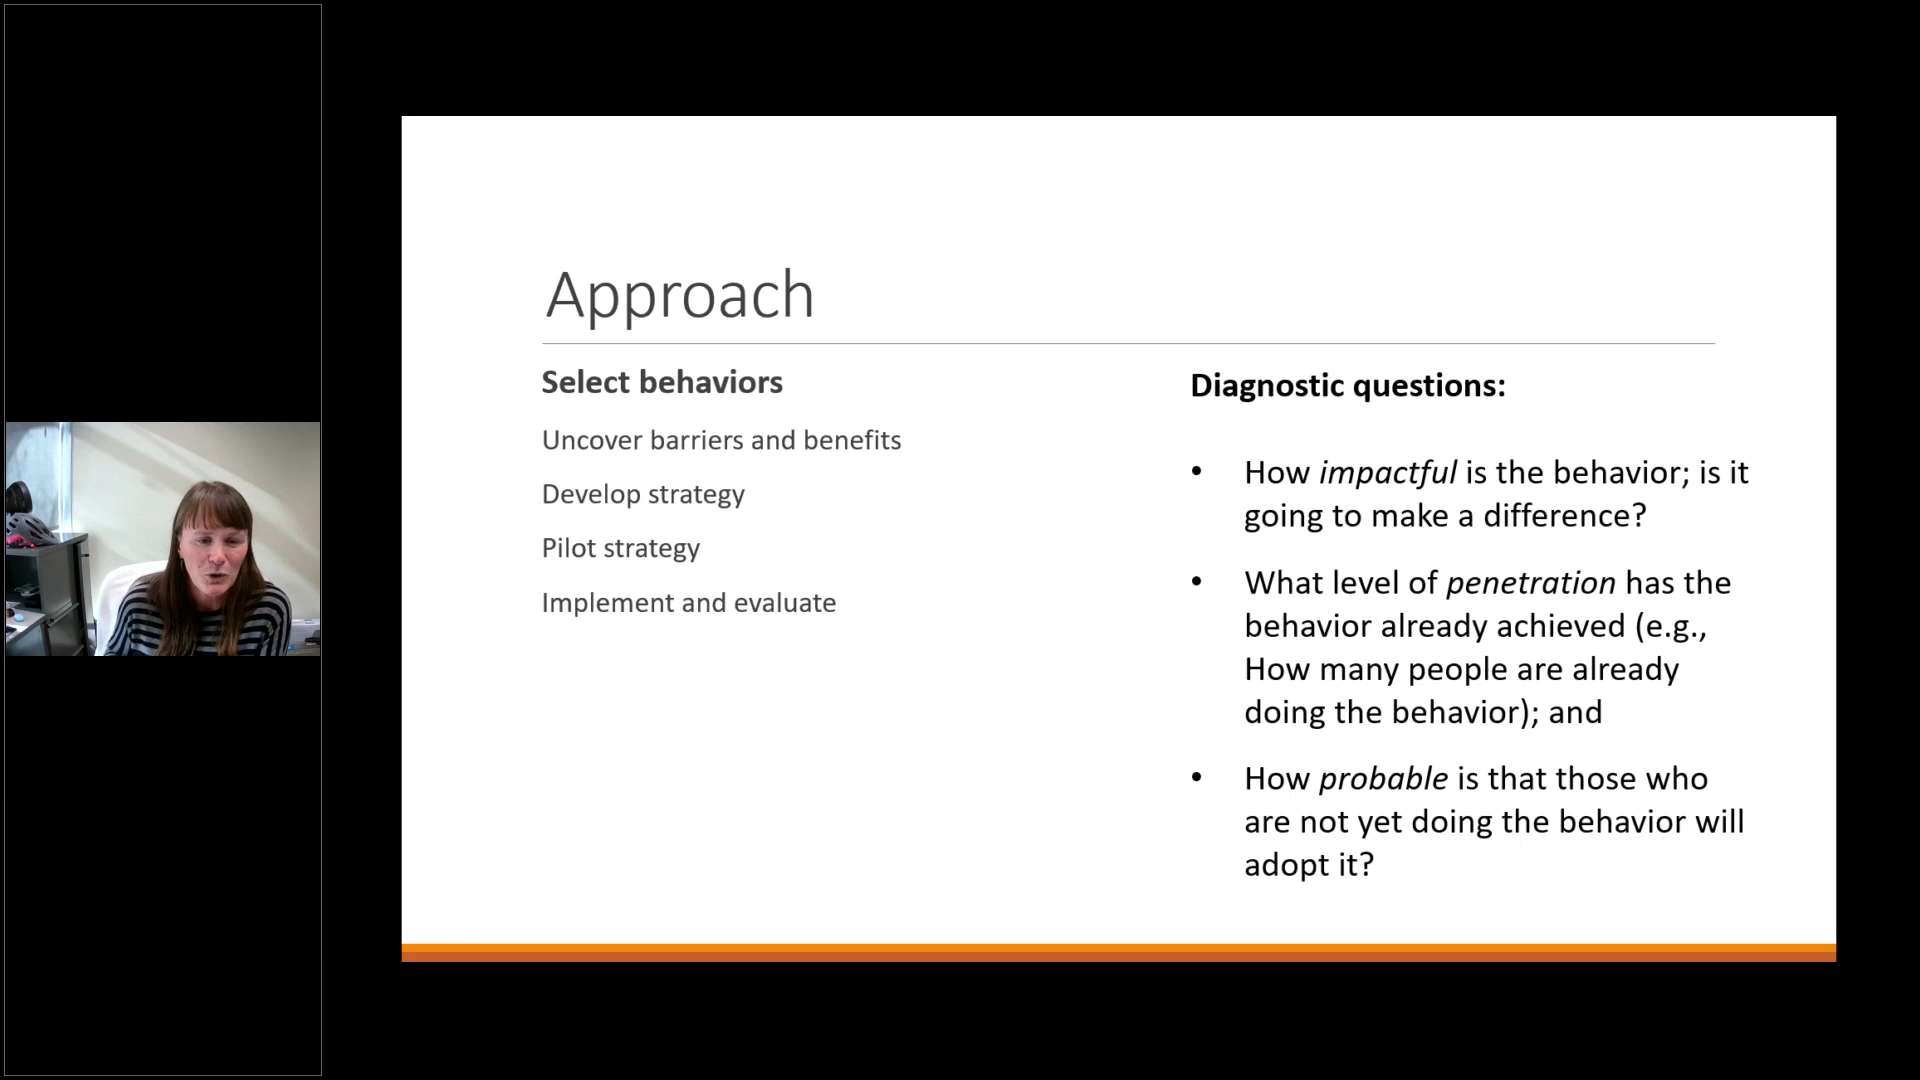 Approach
Select behaviors
Uncover barriers and benefits
Develop strategy
Pilot strategy
Implement and evaluate
Diagnostic questions:
• How impactful is the behavior; is it
going to make a difference?
• What level of penetration has the
behavior already achieved (e.g.,
How many people are already
doing the behavior); and
• How probable is that those who
are not yet doing the behavior will
adopt it?